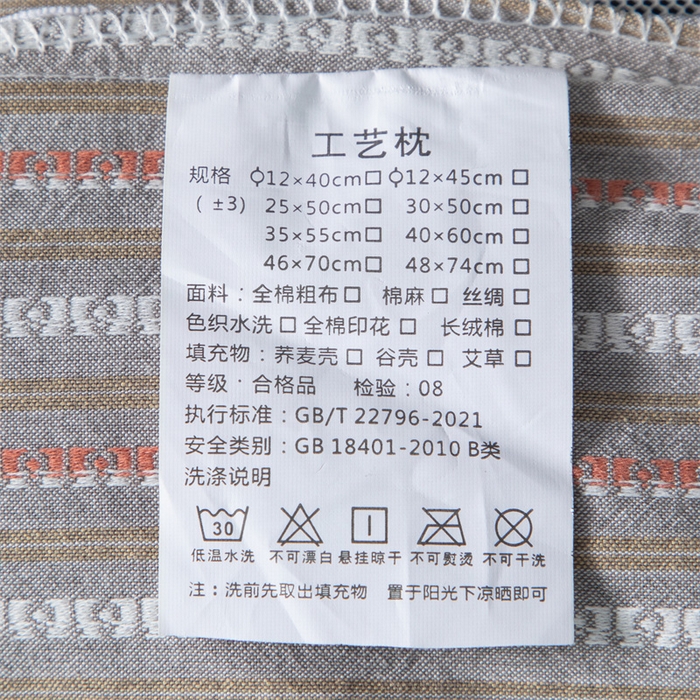 工艺枕
规格 ϕ12×40cm□ ϕ12×45cm □
( ±3) 25×50cm□ 30×50cm □
35×55cm□ 40×60cm □
46×70cm□ 48×74cm □
面料：全棉粗布□ 棉麻□ 丝绸□
色织水洗□ 全棉印花□ 长绒棉□
填充物：荞麦壳□ 谷壳□ 艾草□
等级：合格品 检验：08
执行标准：GB/T 22796-2021
安全类别：GB 18401-2010 B类
洗涤说明
30
低温水洗 不可漂白 悬挂晾干 不可熨烫 不可干洗
注：洗前先取出填充物 置于阳光下凉晒即可